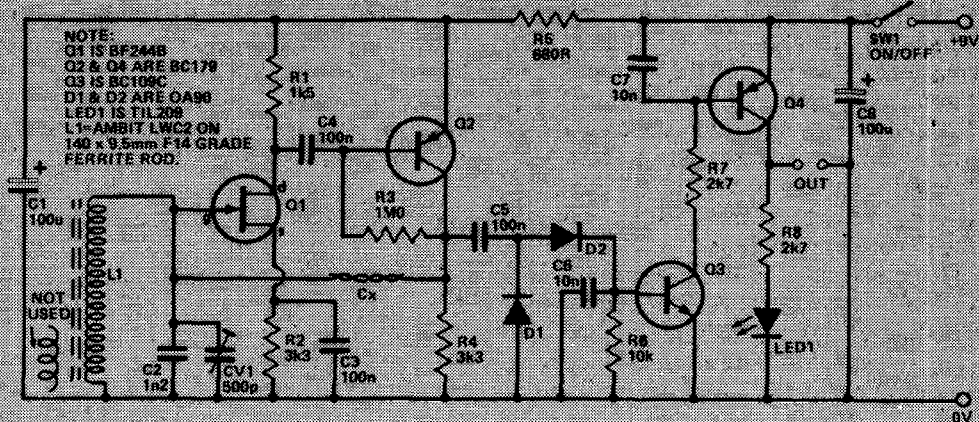 NOTE:
Q1 IS BF244B
Q2 & Q4 ARE BC179
Q3 IS BC109C
D1 & D2 ARE OA90
LED1 IS TIL209
L1=AMBIT LWC2 ON
140 x 9.5mm F14 GRADE
FERRITE ROD.
R1
1k5
C4
100n
Q2
R5
680R
C7
10n
Q4
SW1
ON/OFF
+9V
+
C8
100u
+
C1
100u
L1
NOT
USED
g
d
s
Q1
R3
1M0
C5
100n
D2
R7
2k7
OUT
R8
2k7
Cx
C6
10n
Q3
D1
C2
1n2
CV1
500p
R2
3k3
C3
100n
R4
3k3
R6
10k
LED1
0V